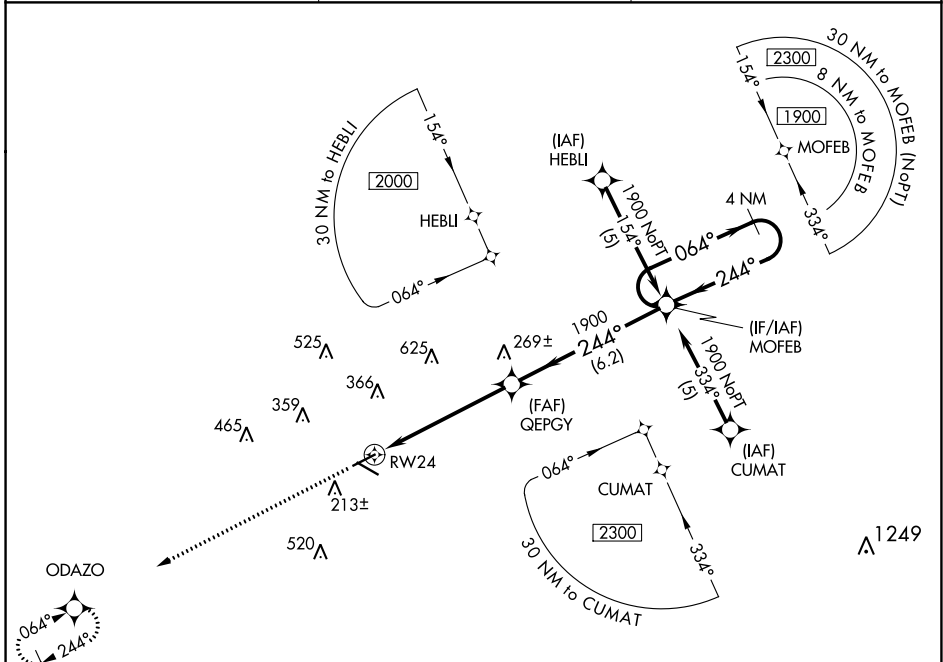 30 NM to MOFEB (NoPT)
2300
8 NM to MOFEB
154°
1900
MOFEB
334°
30 NM to HEBLI
154°
2000
HEBLI
064°
(IAF)
HEBLI
1900 NoPT
154°
(5)
4 NM
064°
244°
(IF/IAF)
MOFEB
1900
244°
(6.2)
1900 NoPT
334°
(5)
(IAF)
CUMAT
525
625
269±
366
359
465
(FAF)
QEPGY
RW24
213±
520
064°
CUMAT
2300
334°
30 NM to CUMAT
1249
ODAZO
064°
244°